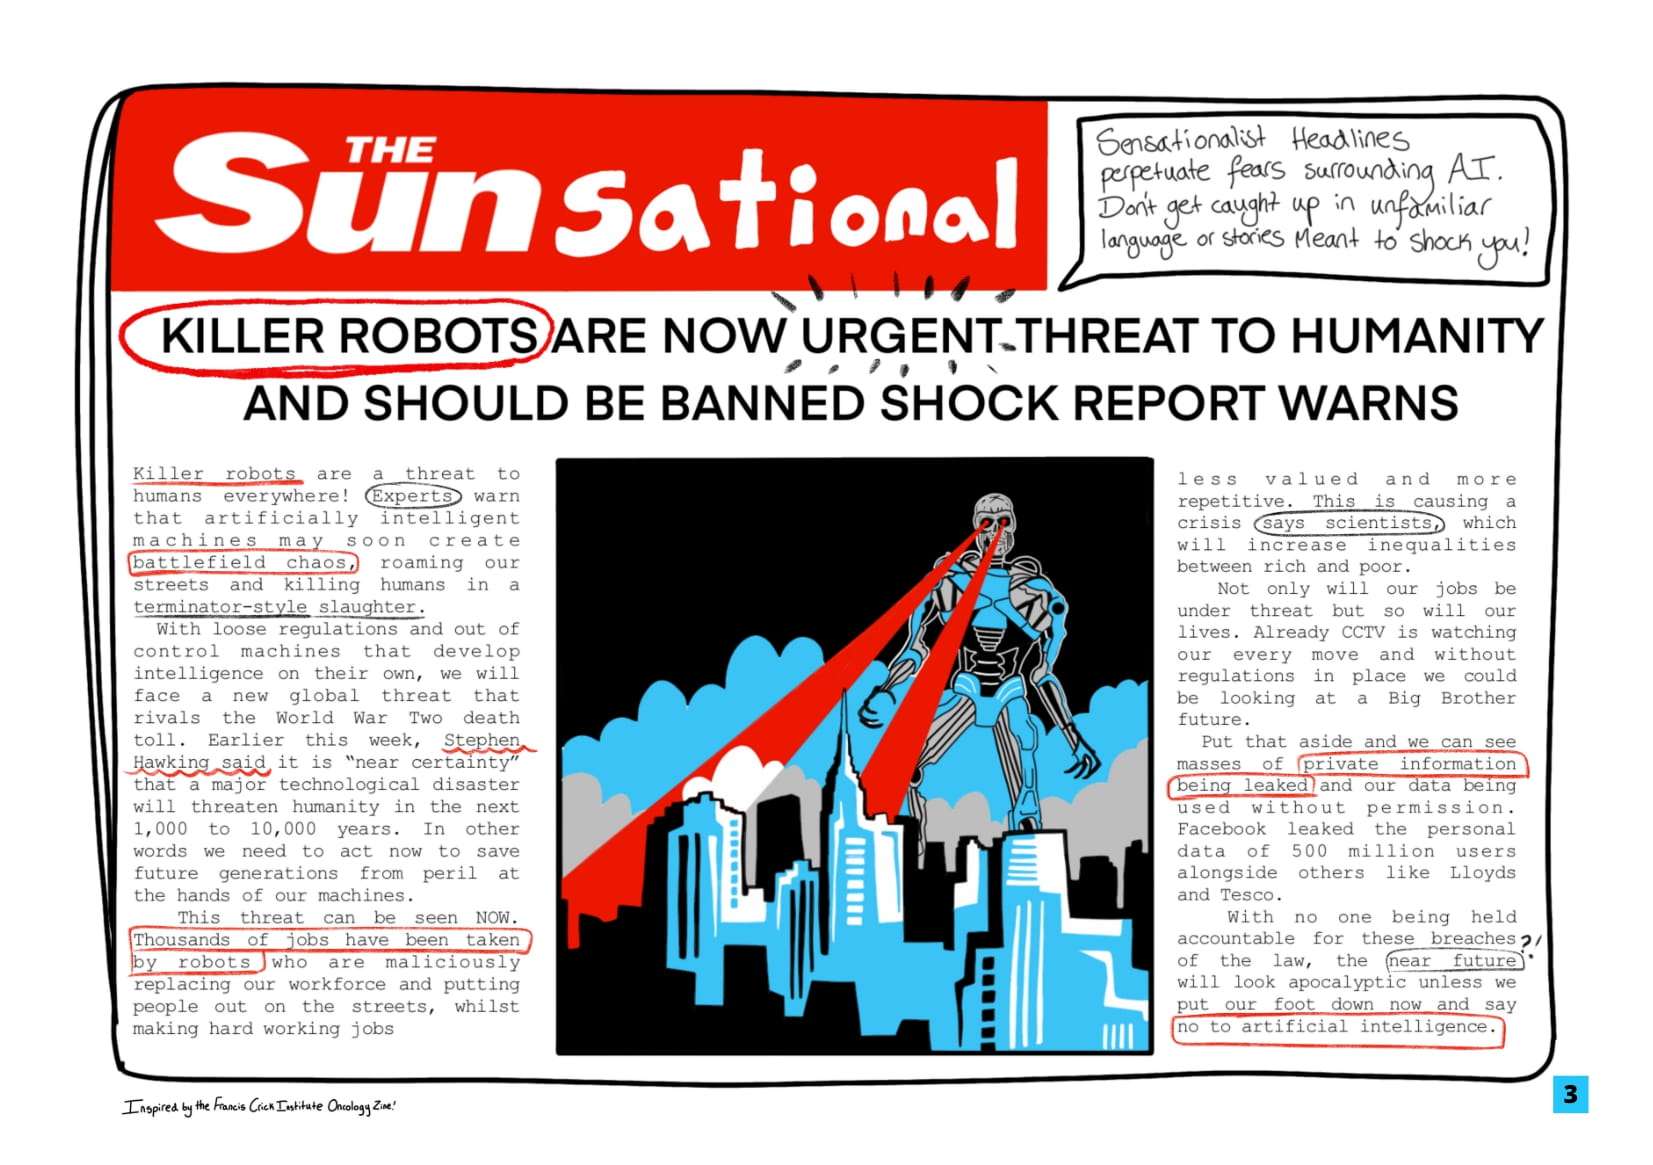 THE
Sunsational
Sensationalist Headlines
perpetuate fears surrounding AI.
Don't get caught up in unfamiliar
language or stories Meant to shock you!
KILLER ROBOTS ARE NOW URGENT THREAT TO HUMANITY
AND SHOULD BE BANNED SHOCK REPORT WARNS
Killer robots are a threat to
humans everywhere! Experts warn
that artificially intelligent
machines may soon create
battlefield chaos, roaming our
streets and killing humans in a
terminator-style slaughter.
With loose regulations and out of
control machines that develop
intelligence on their own, we will
face a new global threat that
rivals the World War Two death
toll. Earlier this week, Stephen
Hawking said it is “near certainty”
that a major technological disaster
will threaten humanity in the next
1,000 to 10,000 years. In other
words we need to act now to save
future generations from peril at
the hands of our machines.
This threat can be seen NOW.
Thousands of jobs have been taken
by robots who are maliciously
replacing our workforce and putting
people out on the streets, whilst
making hard working jobs
less valued and more
repetitive. This is causing a
crisis says scientists, which
will increase inequalities
between rich and poor.
Not only will our jobs be
under threat but so will our
lives. Already CCTV is watching
our every move and without
regulations in place we could
be looking at a Big Brother
future.
Put that aside and we can see
masses of private information
being leaked and our data being
used without permission.
Facebook leaked the personal
data of 500 million users
alongside others like Lloyds
and Tesco.
With no one being held
accountable for these breaches ?!
of the law, the near future
will look apocalyptic unless we
put our foot down now and say
no to artificial intelligence.
Inspired by the Francis Crick Institute Oncology Zine!
3